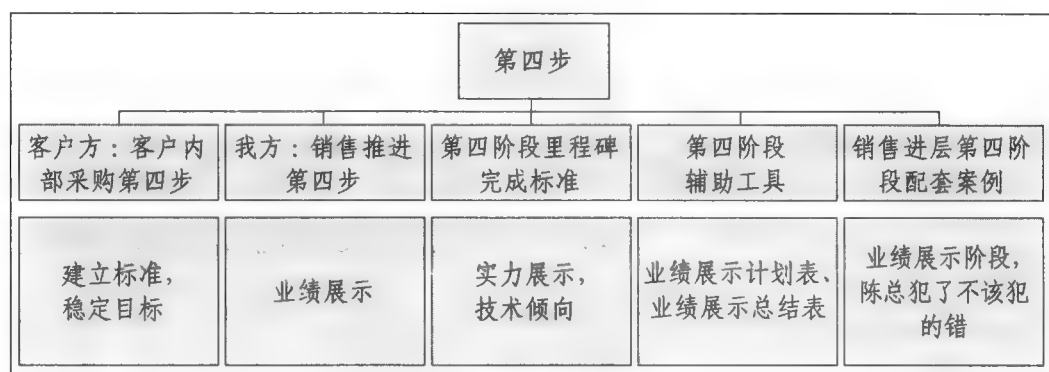 第四步
客户方：客户内
部采购第四步
我方：销售推进
第四步
第四阶段里程碑
完成标准
第四阶段
辅助工具
销售进层第四阶
段配套案例
建立标准，
稳定目标
业绩展示
实力展示，
技术倾向
业绩展示计划表、
业绩展示总结表
业绩展示阶段，
陈总犯了不该犯
的错